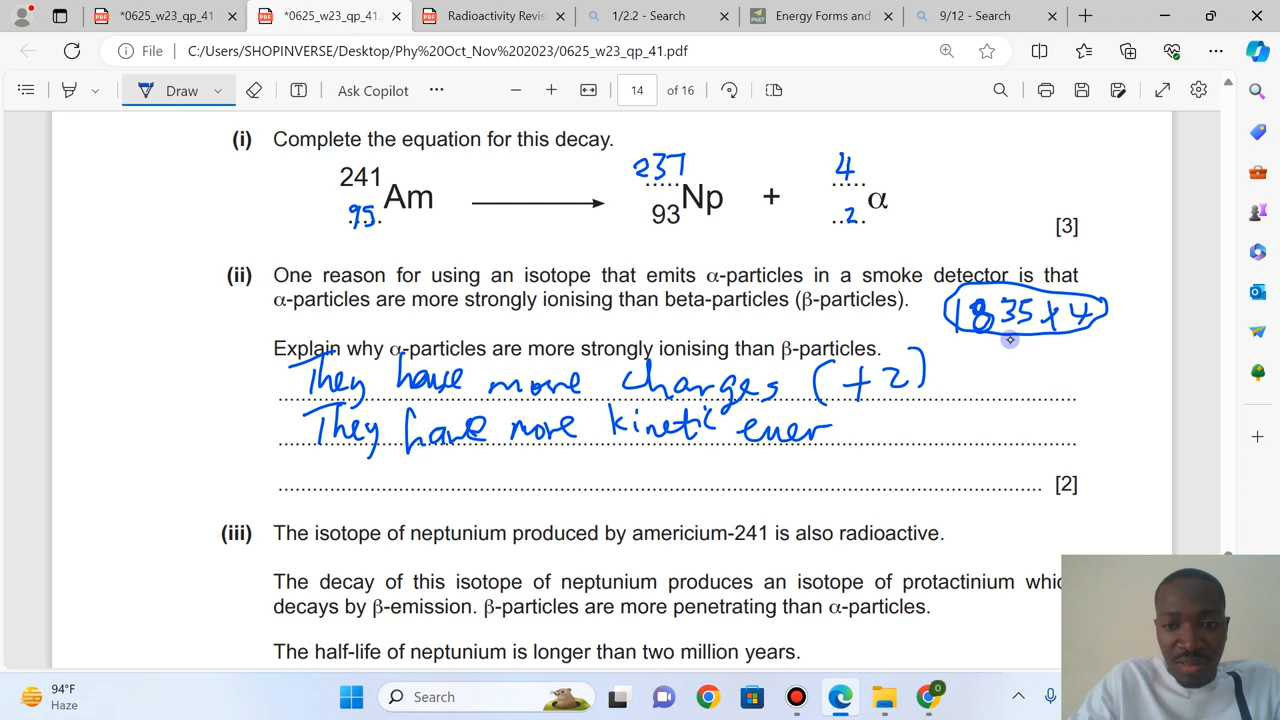 *0625_w23_qp_41
*0625_w23_qp_41.
Radioactivity Revis
1/2.2 - Search
Energy Forms and
9/12 - Search
File
C:/Users/SHOPINVERSE/Desktop/Phy%20Oct_Nov%202023/0625_w23_qp_41.pdf
Draw
Ask Copilot
14 of 16
(i) Complete the equation for this decay.
241 237 4
Am Np + α
95 93 2
[3]
(ii) One reason for using an isotope that emits α-particles in a smoke detector is that
α-particles are more strongly ionising than beta-particles (β-particles).
1835 x 4
Explain why α-particles are more strongly ionising than β-particles.
They have more charges (+2)
They have more kinetic ener
[2]
(iii) The isotope of neptunium produced by americium-241 is also radioactive.
The decay of this isotope of neptunium produces an isotope of protactinium whic
decays by β-emission. β-particles are more penetrating than α-particles.
The half-life of neptunium is longer than two million years.
94°F
Haze
Search
0